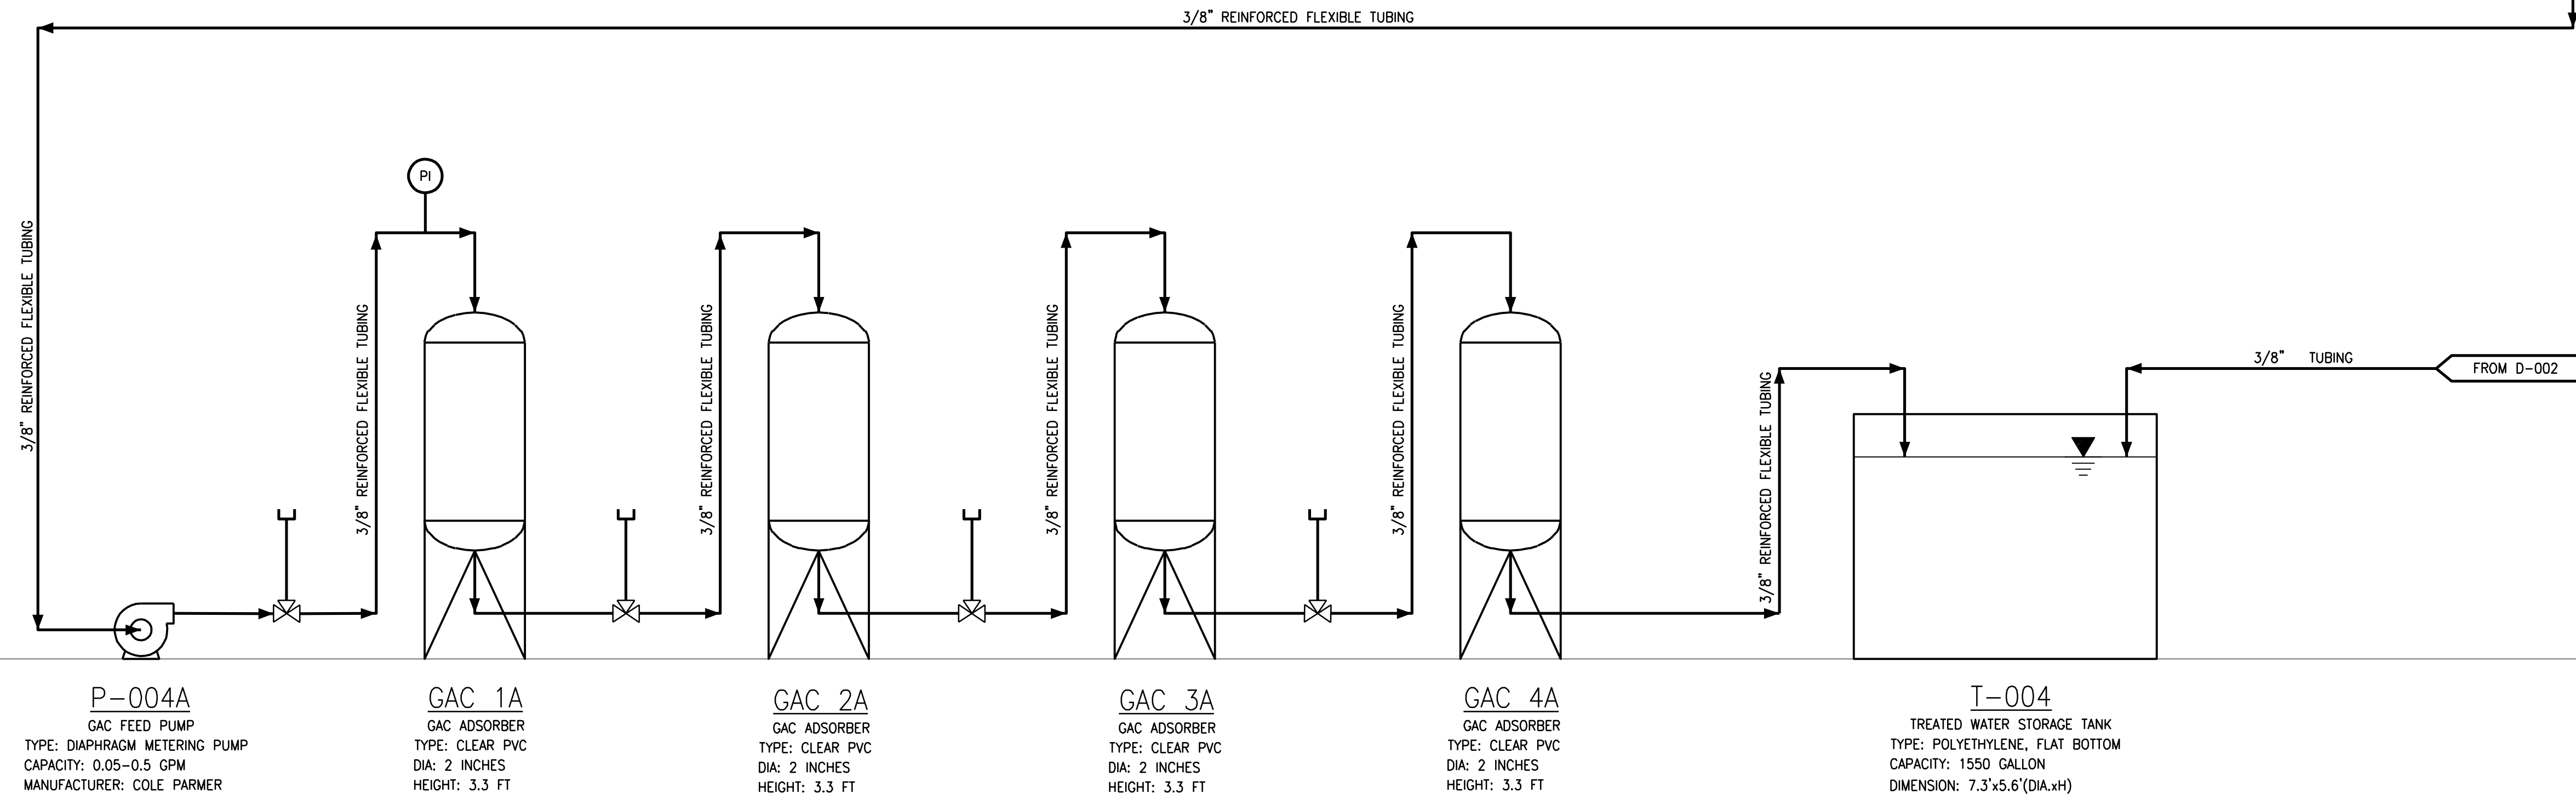 3/8" REINFORCED FLEXIBLE TUBING
3/8" REINFORCED FLEXIBLE TUBING
PI
3/8" REINFORCED FLEXIBLE TUBING
3/8" REINFORCED FLEXIBLE TUBING
3/8" REINFORCED FLEXIBLE TUBING
3/8" REINFORCED FLEXIBLE TUBING
3/8" REINFORCED FLEXIBLE TUBING
3/8" TUBING
FROM D-002
P-004A
GAC FEED PUMP
TYPE: DIAPHRAGM METERING PUMP
CAPACITY: 0.05-0.5 GPM
MANUFACTURER: COLE PARMER
GAC 1A
GAC ADSORBER
TYPE: CLEAR PVC
DIA: 2 INCHES
HEIGHT: 3.3 FT
GAC 2A
GAC ADSORBER
TYPE: CLEAR PVC
DIA: 2 INCHES
HEIGHT: 3.3 FT
GAC 3A
GAC ADSORBER
TYPE: CLEAR PVC
DIA: 2 INCHES
HEIGHT: 3.3 FT
GAC 4A
GAC ADSORBER
TYPE: CLEAR PVC
DIA: 2 INCHES
HEIGHT: 3.3 FT
T-004
TREATED WATER STORAGE TANK
TYPE: POLYETHYLENE, FLAT BOTTOM
CAPACITY: 1550 GALLON
DIMENSION: 7.3'x5.6'(DIA.xH)